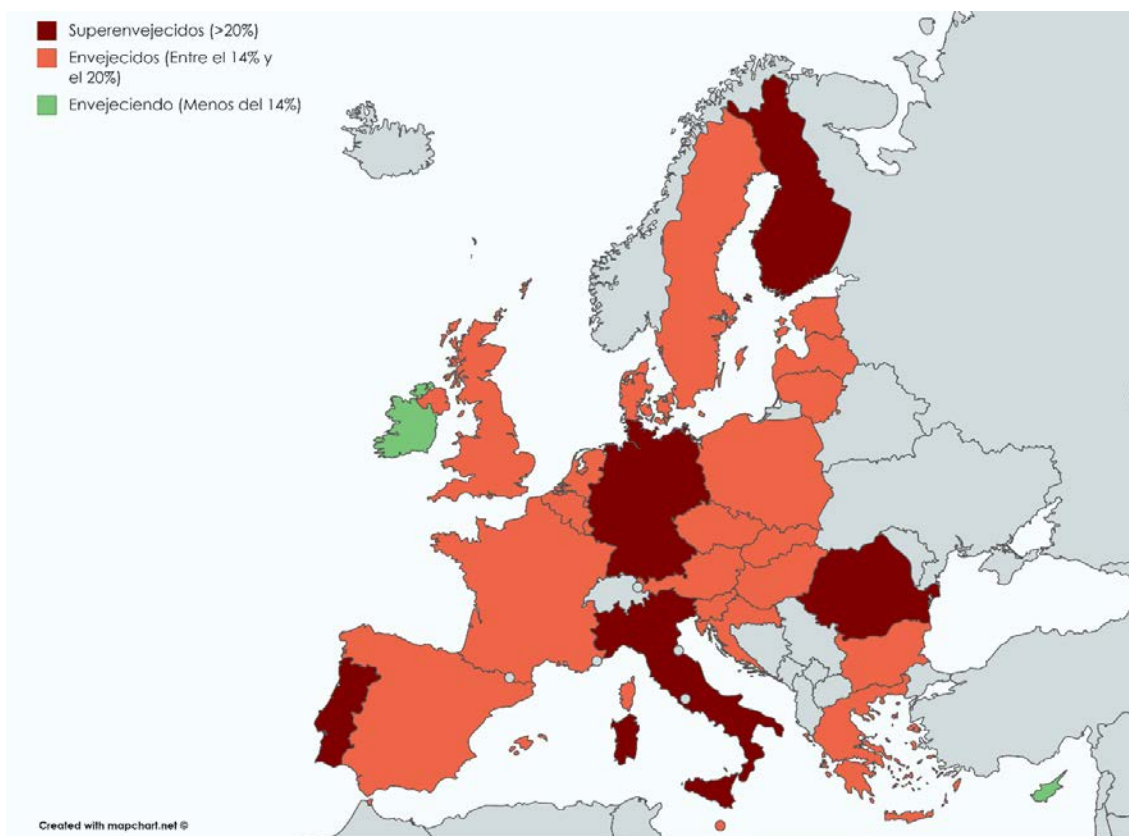 Superenvejecidos (>20%)
Envejecidos (Entre el 14% y
el 20%)
Envejeciendo (Menos del 14%)
Created with mapchart.net ©